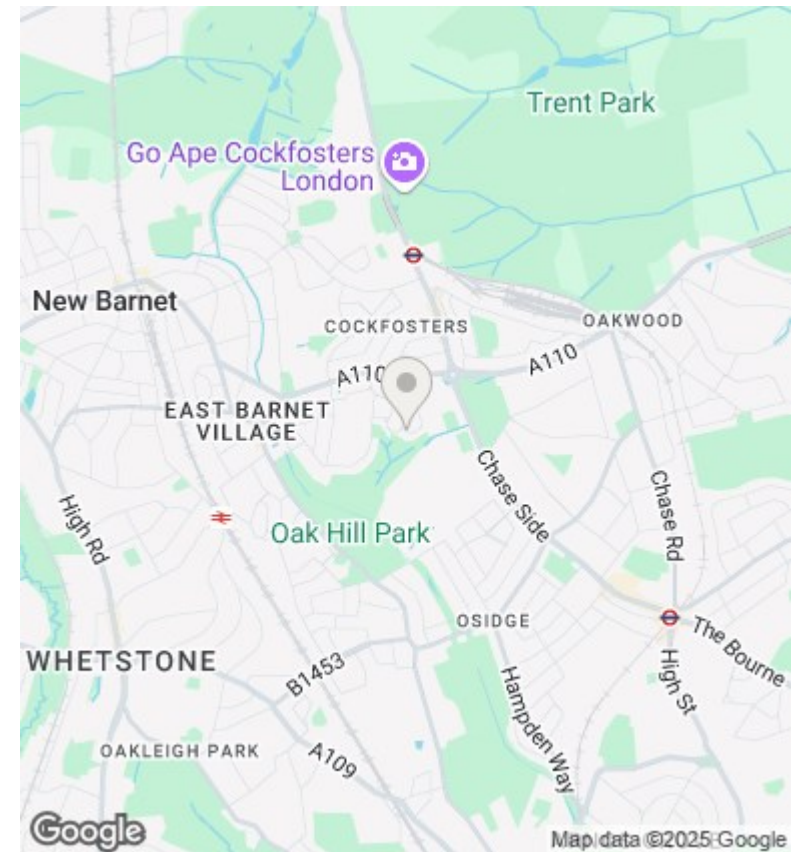 Trent Park
Go Ape Cockfosters
London
New Barnet
COCKFOSTERS
OAKWOOD
A110
A110
EAST BARNET
VILLAGE
High Rd
Chase Side
Chase Rd
Oak Hill Park
OSIDGE
The Bourne
WHETSTONE
B1453
High St
Hampden Way
OAKLEIGH PARK
A109
Google
Map data ©2025 Google